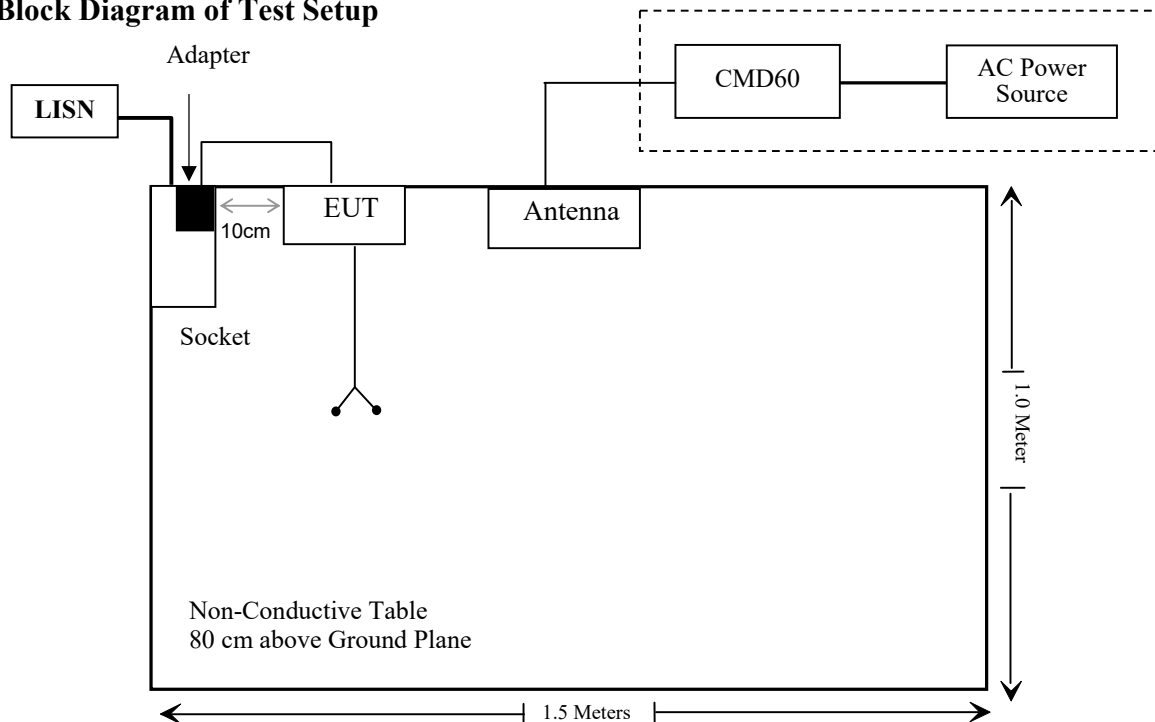 Block Diagram of Test Setup
Adapter
LISN
CMD60
AC Power
Source
EUT
Antenna
10cm
Socket
1.0 Meter
Non-Conductive Table
80 cm above Ground Plane
1.5 Meters